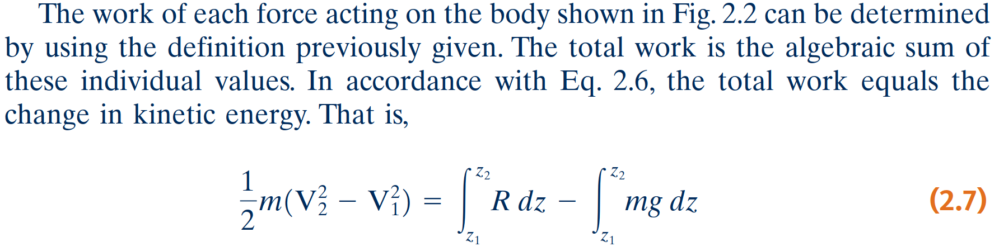 The work of each force acting on the body shown in Fig. 2.2 can be determined
by using the definition previously given. The total work is the algebraic sum of
these individual values. In accordance with Eq. 2.6, the total work equals the
change in kinetic energy. That is,
$\frac{1}{2}m(\mathrm{V}_2^2 - \mathrm{V}_1^2) = \int_{z_1}^{z_2} R\,dz - \int_{z_1}^{z_2} mg\,dz$ (2.7)